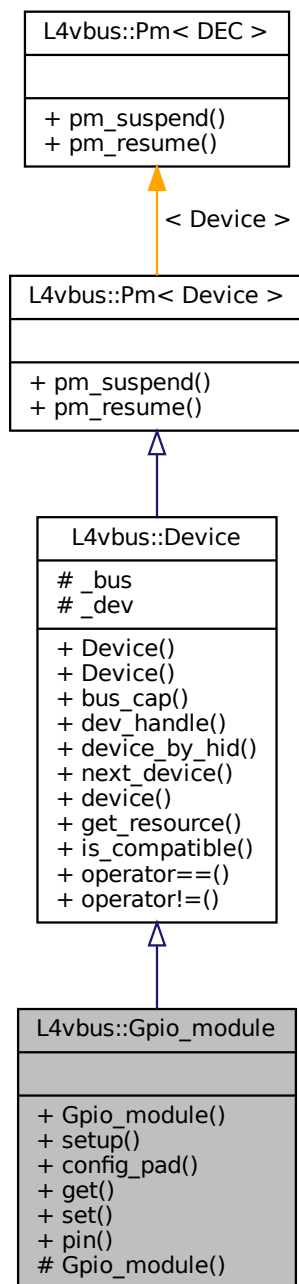 L4vbus::Pm< DEC >
+ pm_suspend()
+ pm_resume()
< Device >
L4vbus::Pm< Device >
+ pm_suspend()
+ pm_resume()
L4vbus::Device
# _bus
# _dev
+ Device()
+ Device()
+ bus_cap()
+ dev_handle()
+ device_by_hid()
+ next_device()
+ device()
+ get_resource()
+ is_compatible()
+ operator==()
+ operator!=()
L4vbus::Gpio_module
+ Gpio_module()
+ setup()
+ config_pad()
+ get()
+ set()
+ pin()
# Gpio_module()